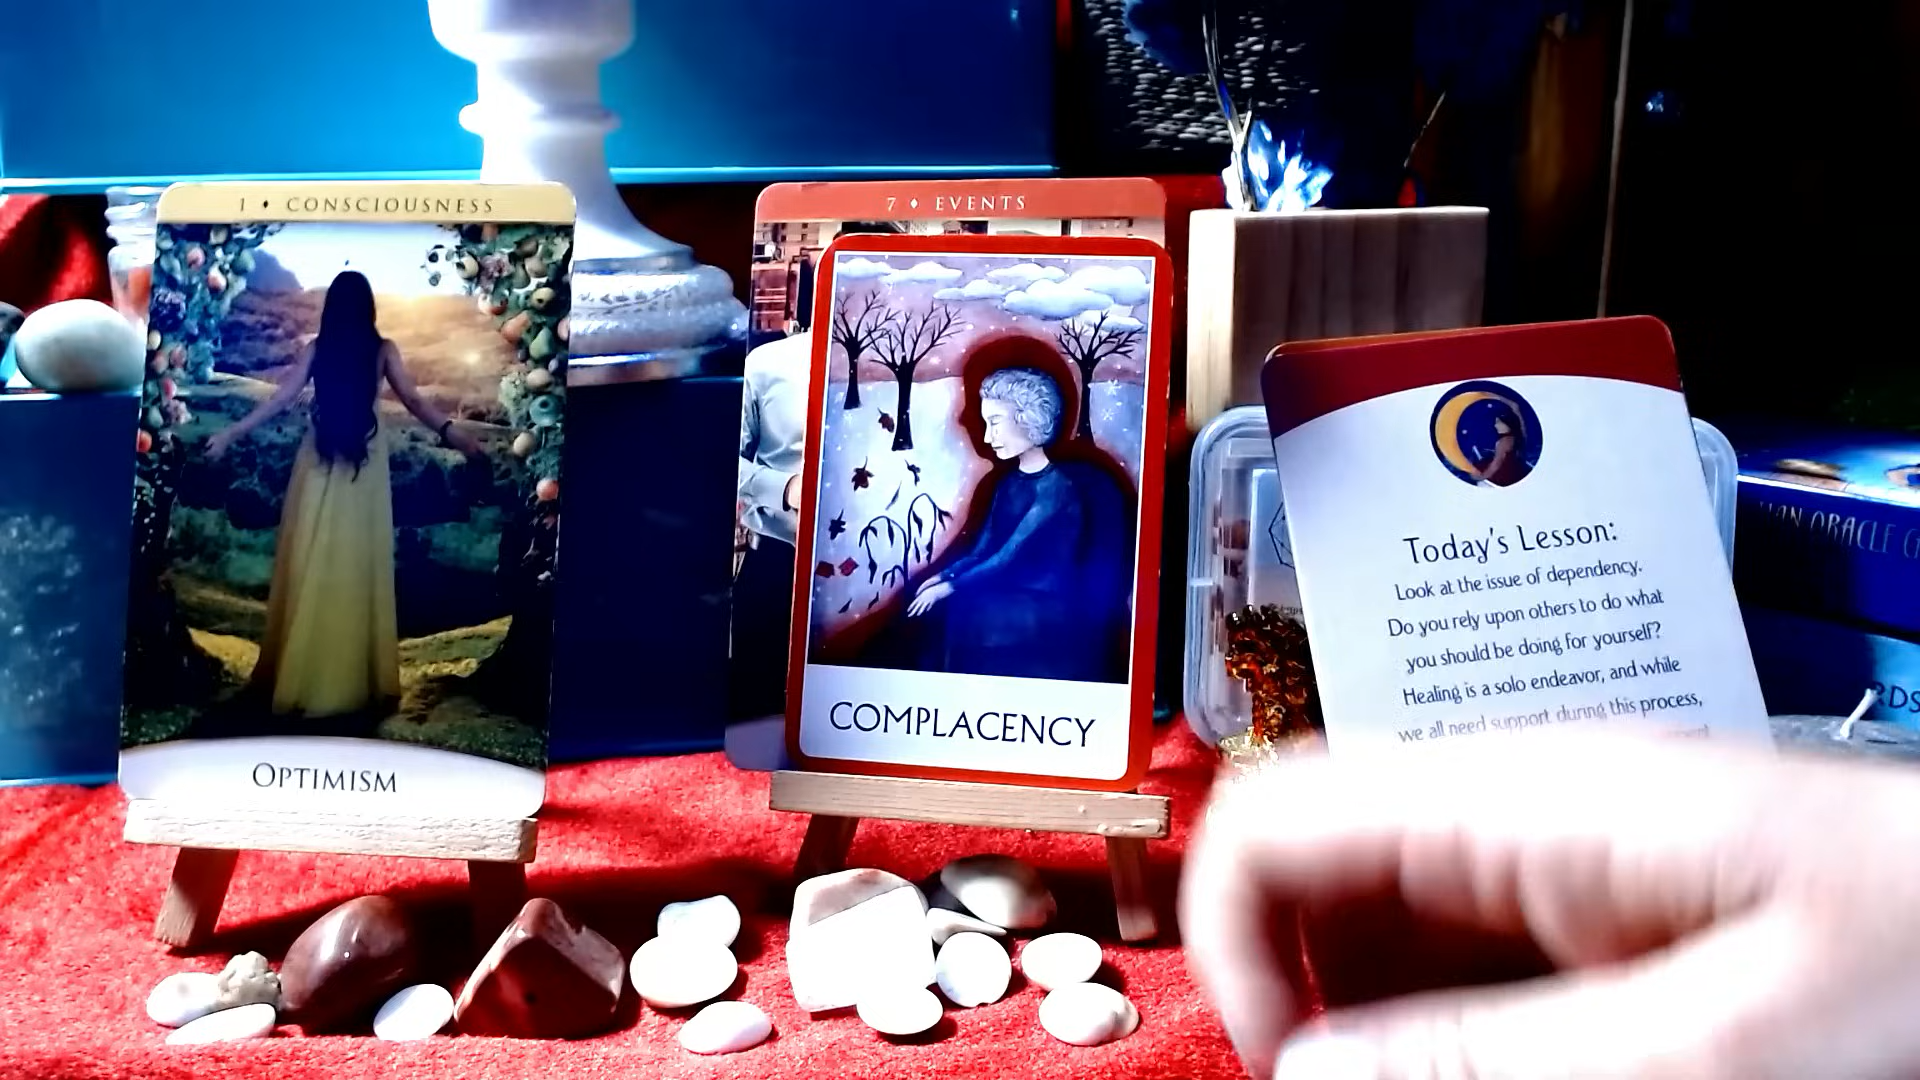 1 ♦ CONSCIOUSNESS
OPTIMISM
7 ♦ EVENTS
COMPLACENCY
Today's Lesson:
Look at the issue of dependency.
Do you rely upon others to do what
you should be doing for yourself?
Healing is a solo endeavor, and while
we all need support during this process,
ORACLE
RDS